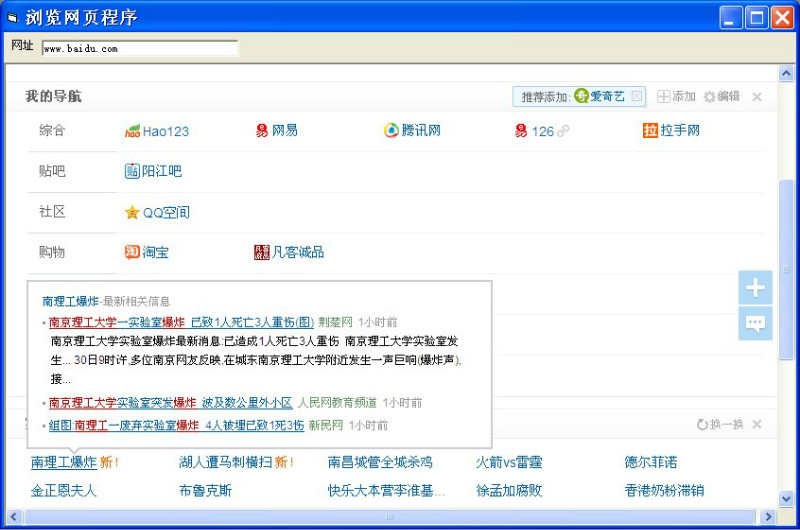 浏览网页程序
网址 www.baidu.com
我的导航 推荐添加: 爱奇艺 添加 编辑
综合 hao Hao123 网易 腾讯网 126 拉 拉手网
贴吧 贴 阳江吧
社区 QQ空间
购物 淘 淘宝 凡客诚品 凡客诚品
南理工爆炸-最新相关信息
南京理工大学一实验室爆炸 已致1人死亡3人重伤(图) 荆楚网 1小时前
南京理工大学实验室爆炸最新消息:已造成1人死亡3人重伤 南京理工大学实验室发
生... 30日9时许,多位南京网友反映,在城东南京理工大学附近发生一声巨响(爆炸声),
接...
南京理工大学实验室突发爆炸 波及数公里外小区 人民网教育频道 1小时前
组图:南理工一废弃实验室爆炸 4人被埋已致1死3伤 新民网 1小时前
换一换
南理工爆炸 新! 湖人遭马刺横扫 新! 南昌城管全城杀鸡 火箭vs雷霆 德尔菲诺
金正恩夫人 布鲁克斯 快乐大本营李准基... 徐孟加腐败 香港奶粉滞销